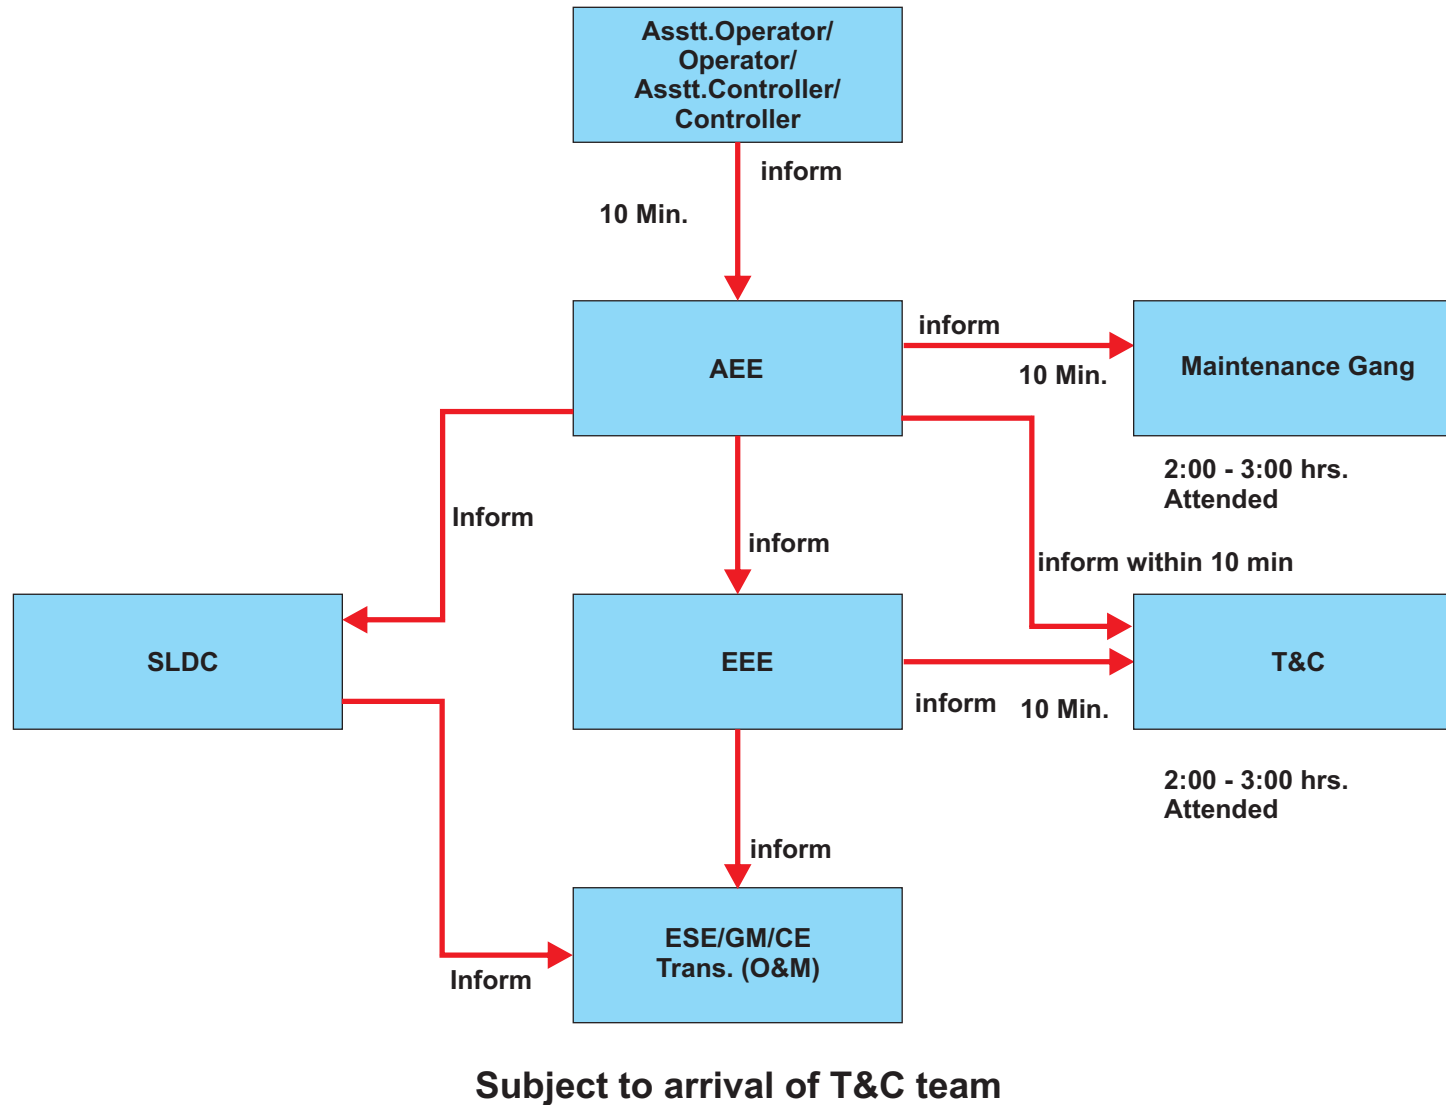 Asstt.Operator/
Operator/
Asstt.Controller/
Controller
inform
10 Min.
AEE
inform
10 Min.
Maintenance Gang
2:00 - 3:00 hrs.
Attended
Inform
inform
inform within 10 min
SLDC
EEE
inform
10 Min.
T&C
2:00 - 3:00 hrs.
Attended
inform
Inform
ESE/GM/CE
Trans. (O&M)
Subject to arrival of T&C team